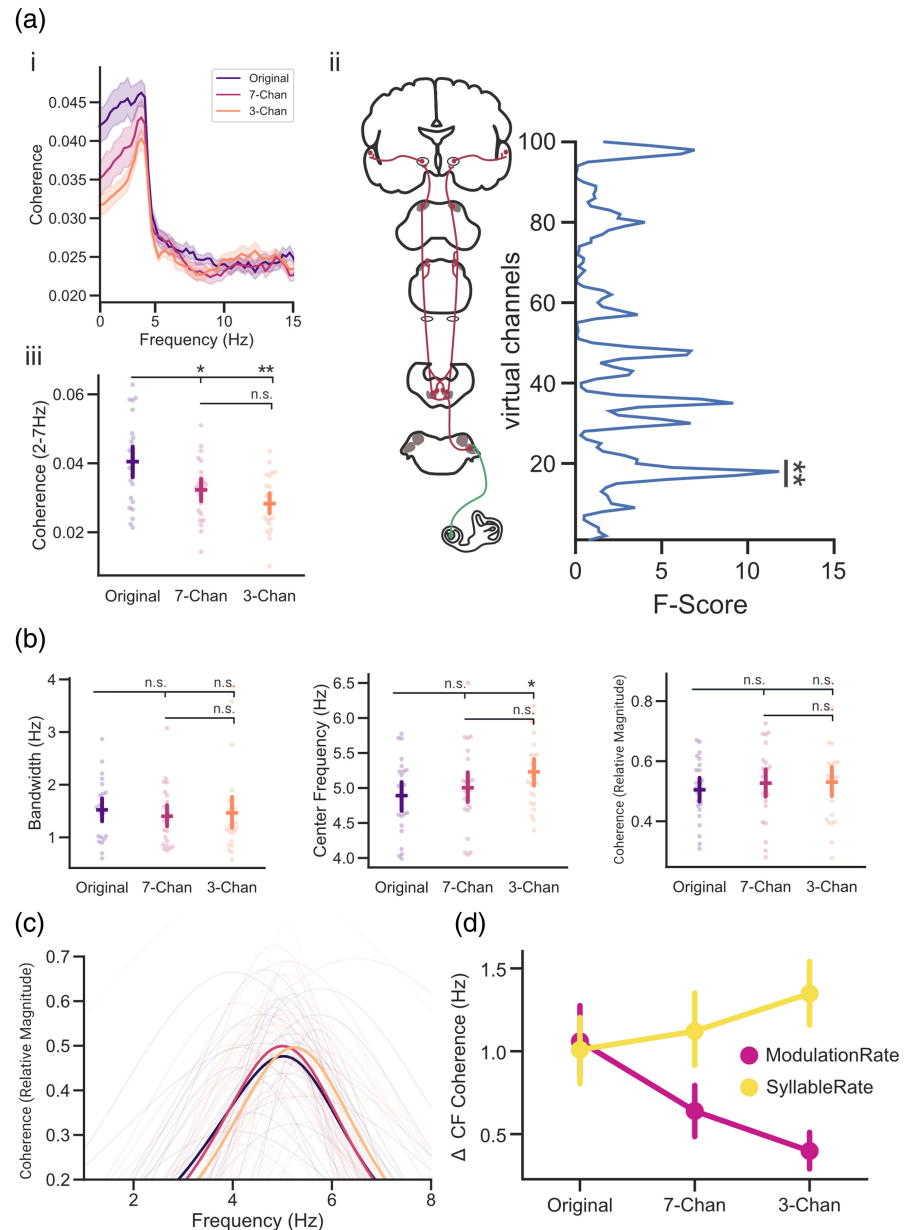 (a)
i
Original
7-Chan
3-Chan
Coherence
0.045
0.040
0.035
0.030
0.025
0.020
0
5
10
15
Frequency (Hz)
ii
virtual channels
100
80
60
40
20
**
0
5
10
15
F-Score
iii
Coherence (2-7Hz)
0.06
0.04
0.02
*
**
n.s.
Original
7-Chan
3-Chan
(b)
Bandwidth (Hz)
4
3
2
1
n.s.
n.s.
n.s.
Original
7-Chan
3-Chan
Center Frequency (Hz)
6.5
6.0
5.5
5.0
4.5
4.0
n.s.
*
n.s.
Original
7-Chan
3-Chan
Coherence (Relative Magnitude)
0.8
0.6
0.4
n.s.
n.s.
n.s.
Original
7-Chan
3-Chan
(c)
Coherence (Relative Magnitude)
0.7
0.6
0.5
0.4
0.3
0.2
2
4
6
8
Frequency (Hz)
(d)
Δ CF Coherence (Hz)
1.5
1.0
0.5
ModulationRate
SyllableRate
Original
7-Chan
3-Chan